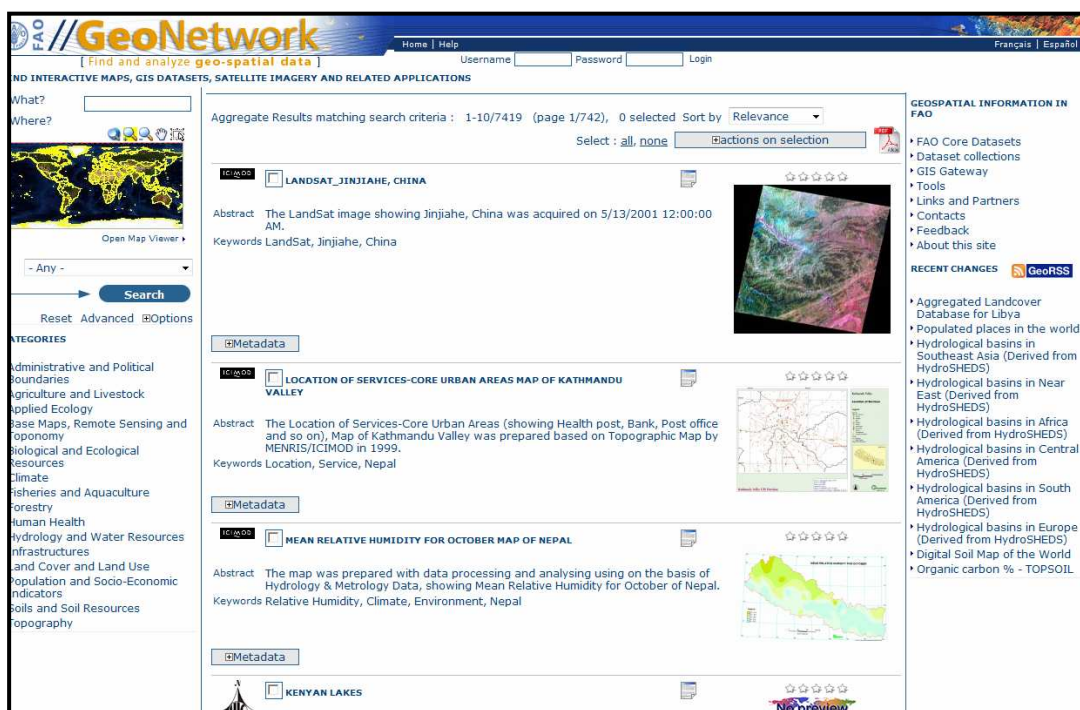 FAO //GeoNetwork
[ Find and analyze geo-spatial data ]
Home | Help
Français | Español
Username Password Login
ND INTERACTIVE MAPS, GIS DATASETS, SATELLITE IMAGERY AND RELATED APPLICATIONS
What?
Where?
Open Map Viewer
- Any -
Search
Reset Advanced Options
ATEGORIES
Administrative and Political
Boundaries
Agriculture and Livestock
Applied Ecology
Base Maps, Remote Sensing and
Toponomy
Biological and Ecological
Resources
Climate
Fisheries and Aquaculture
Forestry
Human Health
Hydrology and Water Resources
Infrastructures
Land Cover and Land Use
Population and Socio-Economic
Indicators
Soils and Soil Resources
Topography
Aggregate Results matching search criteria : 1-10/7419 (page 1/742), 0 selected Sort by Relevance
Select : all, none actions on selection
PDF
ICIMOD LANDSAT_JINJIAHE, CHINA
Abstract The LandSat image showing Jinjiahe, China was acquired on 5/13/2001 12:00:00
AM.
Keywords LandSat, Jinjiahe, China
Metadata
ICIMOD LOCATION OF SERVICES-CORE URBAN AREAS MAP OF KATHMANDU
VALLEY
Abstract The Location of Services-Core Urban Areas (showing Health post, Bank, Post office
and so on), Map of Kathmandu Valley was prepared based on Topographic Map by
MENRIS/ICIMOD in 1999.
Keywords Location, Service, Nepal
Metadata
ICIMOD MEAN RELATIVE HUMIDITY FOR OCTOBER MAP OF NEPAL
Abstract The map was prepared with data processing and analysing using on the basis of
Hydrology & Metrology Data, showing Mean Relative Humidity for October of Nepal.
Keywords Relative Humidity, Climate, Environment, Nepal
MEAN RELATIVE HUMIDITY FOR OCTOBER
Metadata
N
KENYAN LAKES
No preview
GEOSPATIAL INFORMATION IN
FAO
FAO Core Datasets
Dataset collections
GIS Gateway
Tools
Links and Partners
Contacts
Feedback
About this site
RECENT CHANGES GeoRSS
Aggregated Landcover
Database for Libya
Populated places in the world
Hydrological basins in
Southeast Asia (Derived from
HydroSHEDS)
Hydrological basins in Near
East (Derived from
HydroSHEDS)
Hydrological basins in Africa
(Derived from HydroSHEDS)
Hydrological basins in Central
America (Derived from
HydroSHEDS)
Hydrological basins in South
America (Derived from
HydroSHEDS)
Hydrological basins in Europe
(Derived from HydroSHEDS)
Digital Soil Map of the World
Organic carbon % - TOPSOIL